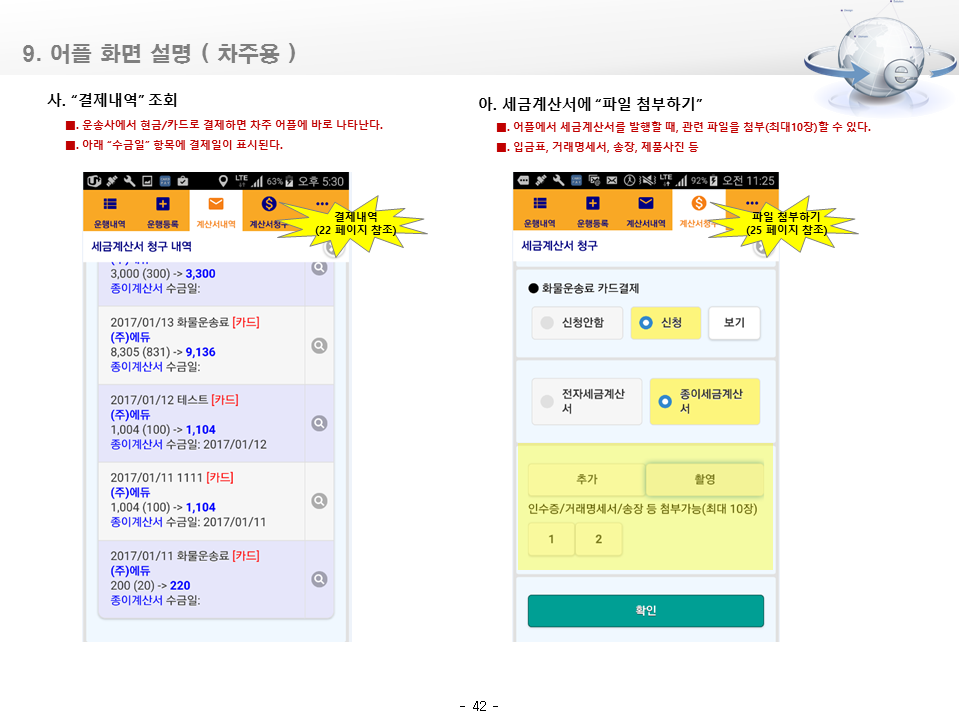 9. 어플 화면 설명 ( 차주용 )
사. “결제내역” 조회
■. 운송사에서 현금/카드로 결제하면 차주 어플에 바로 나타난다.
■. 아래 “수금일” 항목에 결제일이 표시된다.
LTE 63% 오후 5:30
운행내역 운행등록 계산서내역 계산서청구
결제내역
(22 페이지 참조)
세금계산서 청구 내역
3,000 (300) -> 3,300
종이계산서 수금일:
2017/01/13 화물운송료 [카드]
(주)에듀
8,305 (831) -> 9,136
종이계산서 수금일:
2017/01/12 테스트 [카드]
(주)에듀
1,004 (100) -> 1,104
종이계산서 수금일: 2017/01/12
2017/01/11 1111 [카드]
(주)에듀
1,004 (100) -> 1,104
종이계산서 수금일: 2017/01/11
2017/01/11 화물운송료 [카드]
(주)에듀
200 (20) -> 220
종이계산서 수금일:
아. 세금계산서에 “파일 첨부하기”
■. 어플에서 세금계산서를 발행할 때, 관련 파일을 첨부(최대10장)할 수 있다.
■. 입금표, 거래명세서, 송장, 제품사진 등
LTE 92% 오전 11:25
운행내역 운행등록 계산서내역 계산서청구
파일 첨부하기
(25 페이지 참조)
세금계산서 청구
● 화물운송료 카드결제
신청안함 신청 보기
전자세금계산서 종이세금계산서
추가 촬영
인수증/거래명세서/송장 등 첨부가능(최대 10장)
1 2
확인
- 42 -